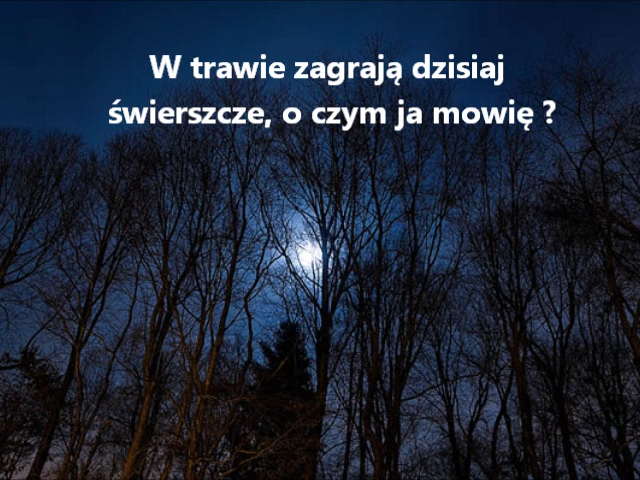 W trawie zagrają dzisiaj
świerszcze, o czym ja mowię ?